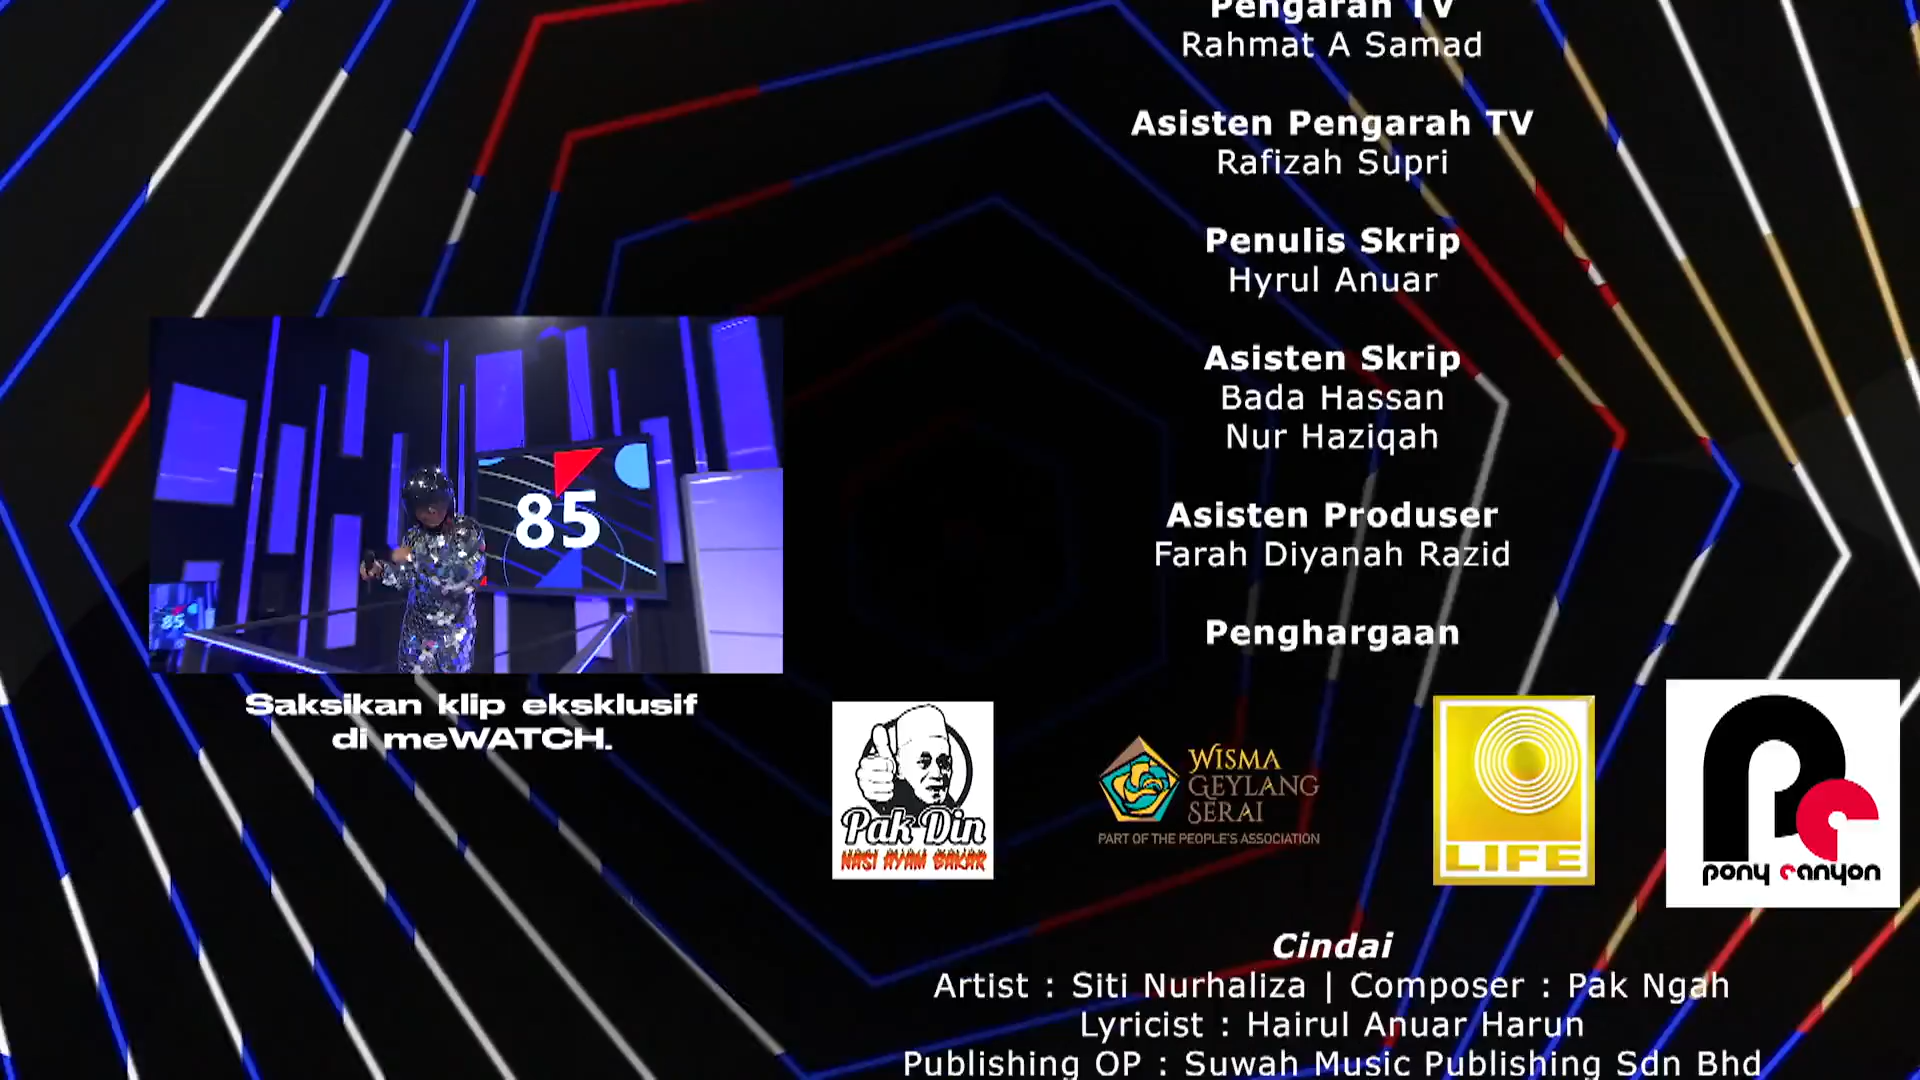 Pengarah TV
Rahmat A Samad
Asisten Pengarah TV
Rafizah Supri
Penulis Skrip
Hyrul Anuar
Asisten Skrip
Bada Hassan
Nur Haziqah
Asisten Produser
Farah Diyanah Razid
Penghargaan
85
85
Saksikan klip eksklusif
di meWATCH.
Pak Din
NASI AYAM BAKAR
WISMA
GEYLANG
SERAI
PART OF THE PEOPLE'S ASSOCIATION
LIFE
pony canyon
Cindai
Artist : Siti Nurhaliza | Composer : Pak Ngah
Lyricist : Hairul Anuar Harun
Publishing OP : Suwah Music Publishing Sdn Bhd